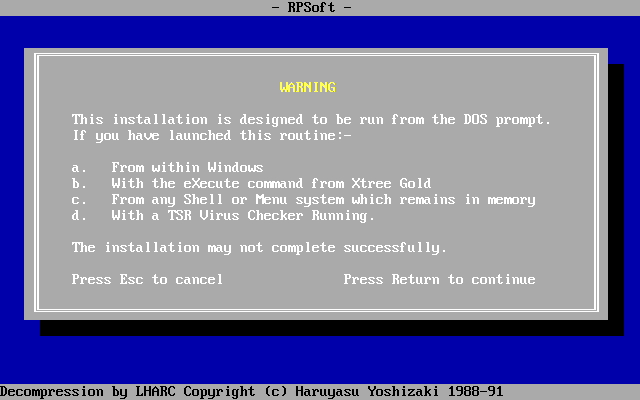 - RPSoft -
WARNING
This installation is designed to be run from the DOS prompt.
If you have launched this routine:-
a. From within Windows
b. With the eXecute command from Xtree Gold
c. From any Shell or Menu system which remains in memory
d. With a TSR Virus Checker Running.
The installation may not complete successfully.
Press Esc to cancel Press Return to continue
Decompression by LHARC Copyright (c) Haruyasu Yoshizaki 1988-91